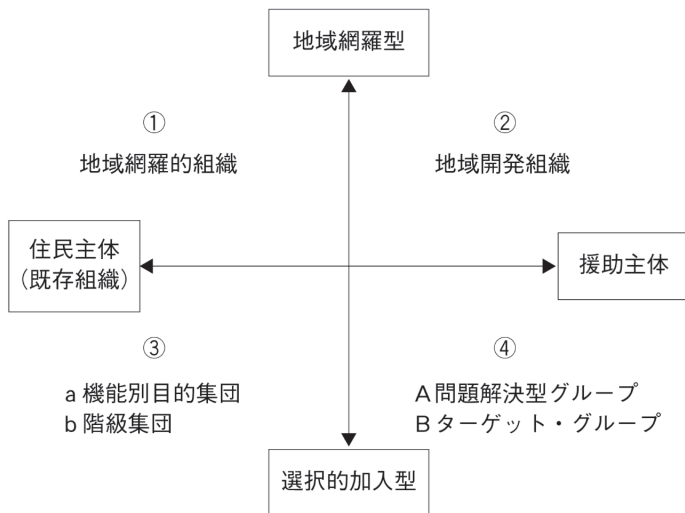 地域網羅型
①
地域網羅的組織
②
地域開発組織
住民主体
(既存組織)
援助主体
③
a 機能別目的集団
b 階級集団
④
A 問題解決型グループ
B ターゲット・グループ
選択的加入型